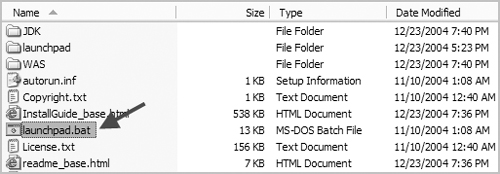 Name Size Type Date Modified
JDK File Folder 12/23/2004 7:40 PM
launchpad File Folder 12/23/2004 5:23 PM
WAS File Folder 12/23/2004 7:40 PM
autorun.inf 1 KB Setup Information 11/10/2004 1:08 AM
Copyright.txt 1 KB Text Document 11/10/2004 12:40 AM
InstallGuide_base.html 538 KB HTML Document 12/23/2004 7:36 PM
launchpad.bat 13 KB MS-DOS Batch File 11/10/2004 1:08 AM
License.txt 156 KB Text Document 11/10/2004 12:40 AM
readme_base.html 7 KB HTML Document 12/23/2004 7:36 PM